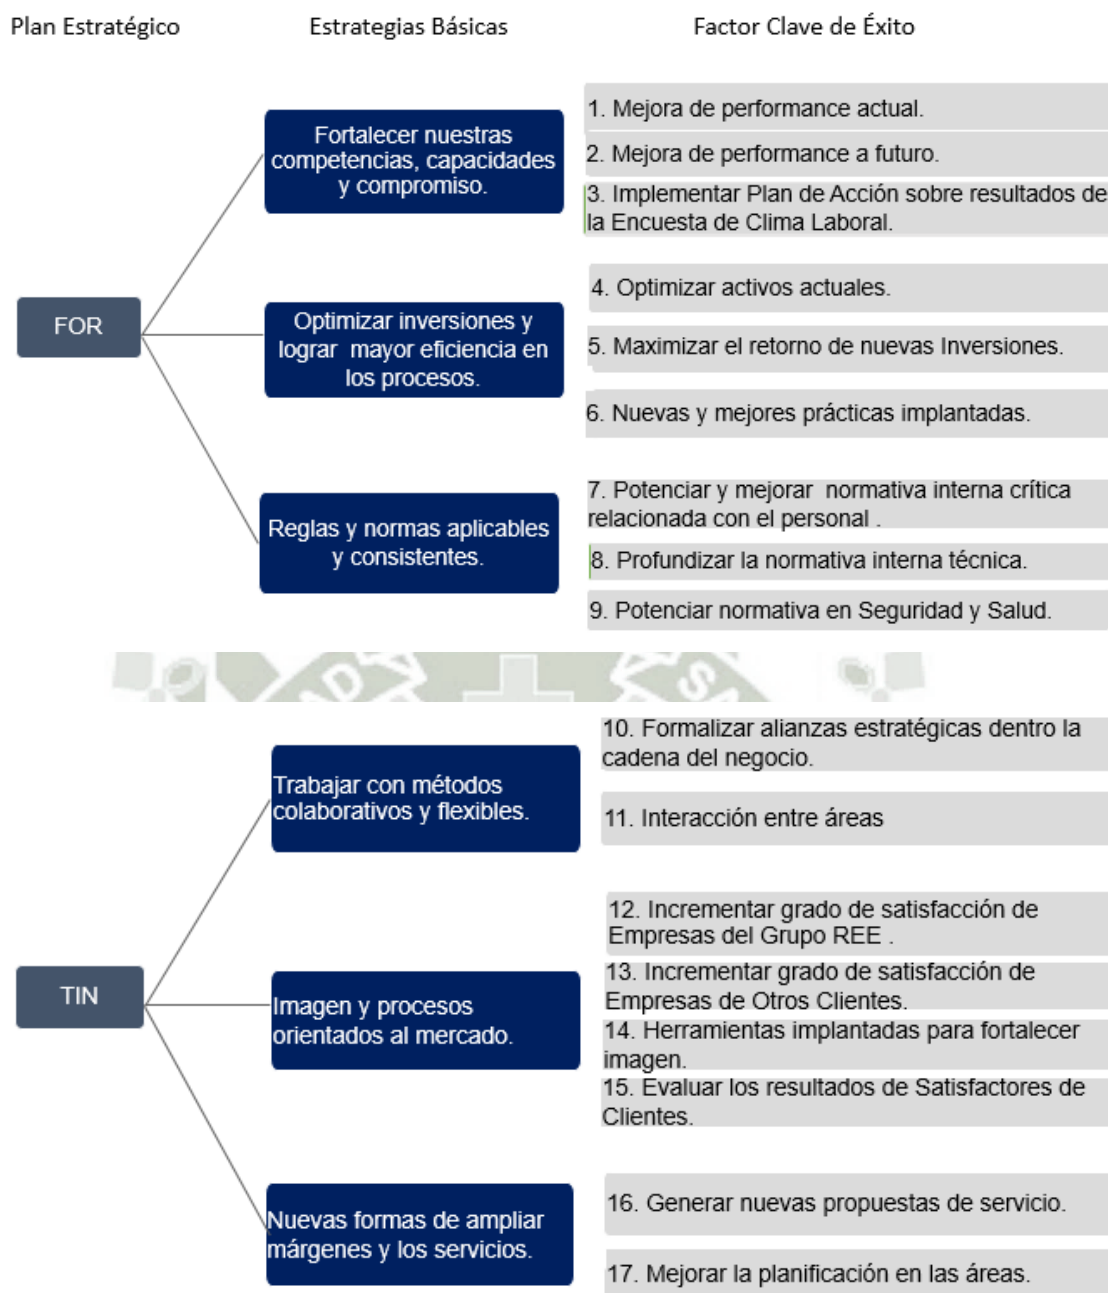 Plan Estratégico
Estrategias Básicas
Factor Clave de Éxito
FOR
Fortalecer nuestras
competencias, capacidades
y compromiso.
1. Mejora de performance actual.
2. Mejora de performance a futuro.
3. Implementar Plan de Acción sobre resultados de
la Encuesta de Clima Laboral.
Optimizar inversiones y
lograr mayor eficiencia en
los procesos.
4. Optimizar activos actuales.
5. Maximizar el retorno de nuevas Inversiones.
6. Nuevas y mejores prácticas implantadas.
Reglas y normas aplicables
y consistentes.
7. Potenciar y mejorar normativa interna crítica
relacionada con el personal .
8. Profundizar la normativa interna técnica.
9. Potenciar normativa en Seguridad y Salud.
TIN
Trabajar con métodos
colaborativos y flexibles.
10. Formalizar alianzas estratégicas dentro la
cadena del negocio.
11. Interacción entre áreas
Imagen y procesos
orientados al mercado.
12. Incrementar grado de satisfacción de
Empresas del Grupo REE .
13. Incrementar grado de satisfacción de
Empresas de Otros Clientes.
14. Herramientas implantadas para fortalecer
imagen.
15. Evaluar los resultados de Satisfactores de
Clientes.
Nuevas formas de ampliar
márgenes y los servicios.
16. Generar nuevas propuestas de servicio.
17. Mejorar la planificación en las áreas.